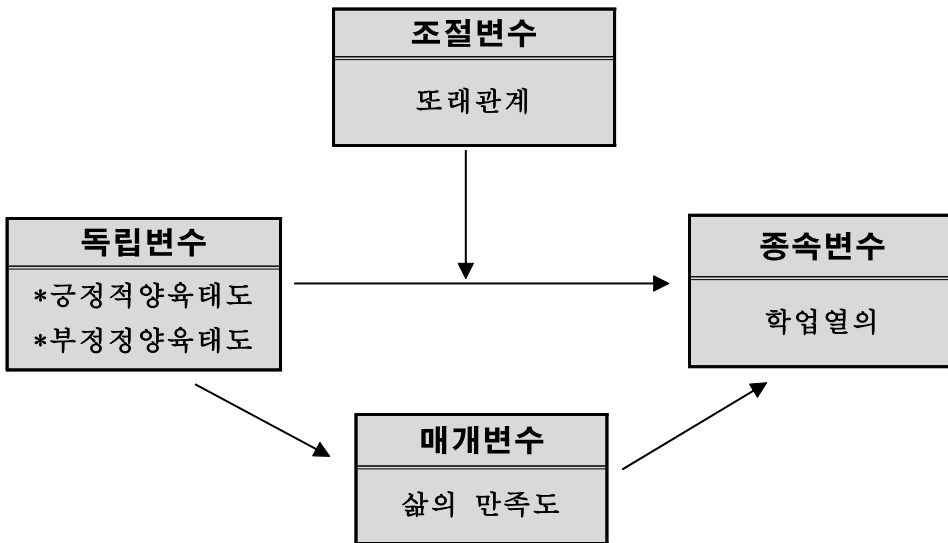 조절변수
또래관계
독립변수
*긍정적양육태도
*부정정양육태도
종속변수
학업열의
매개변수
삶의 만족도